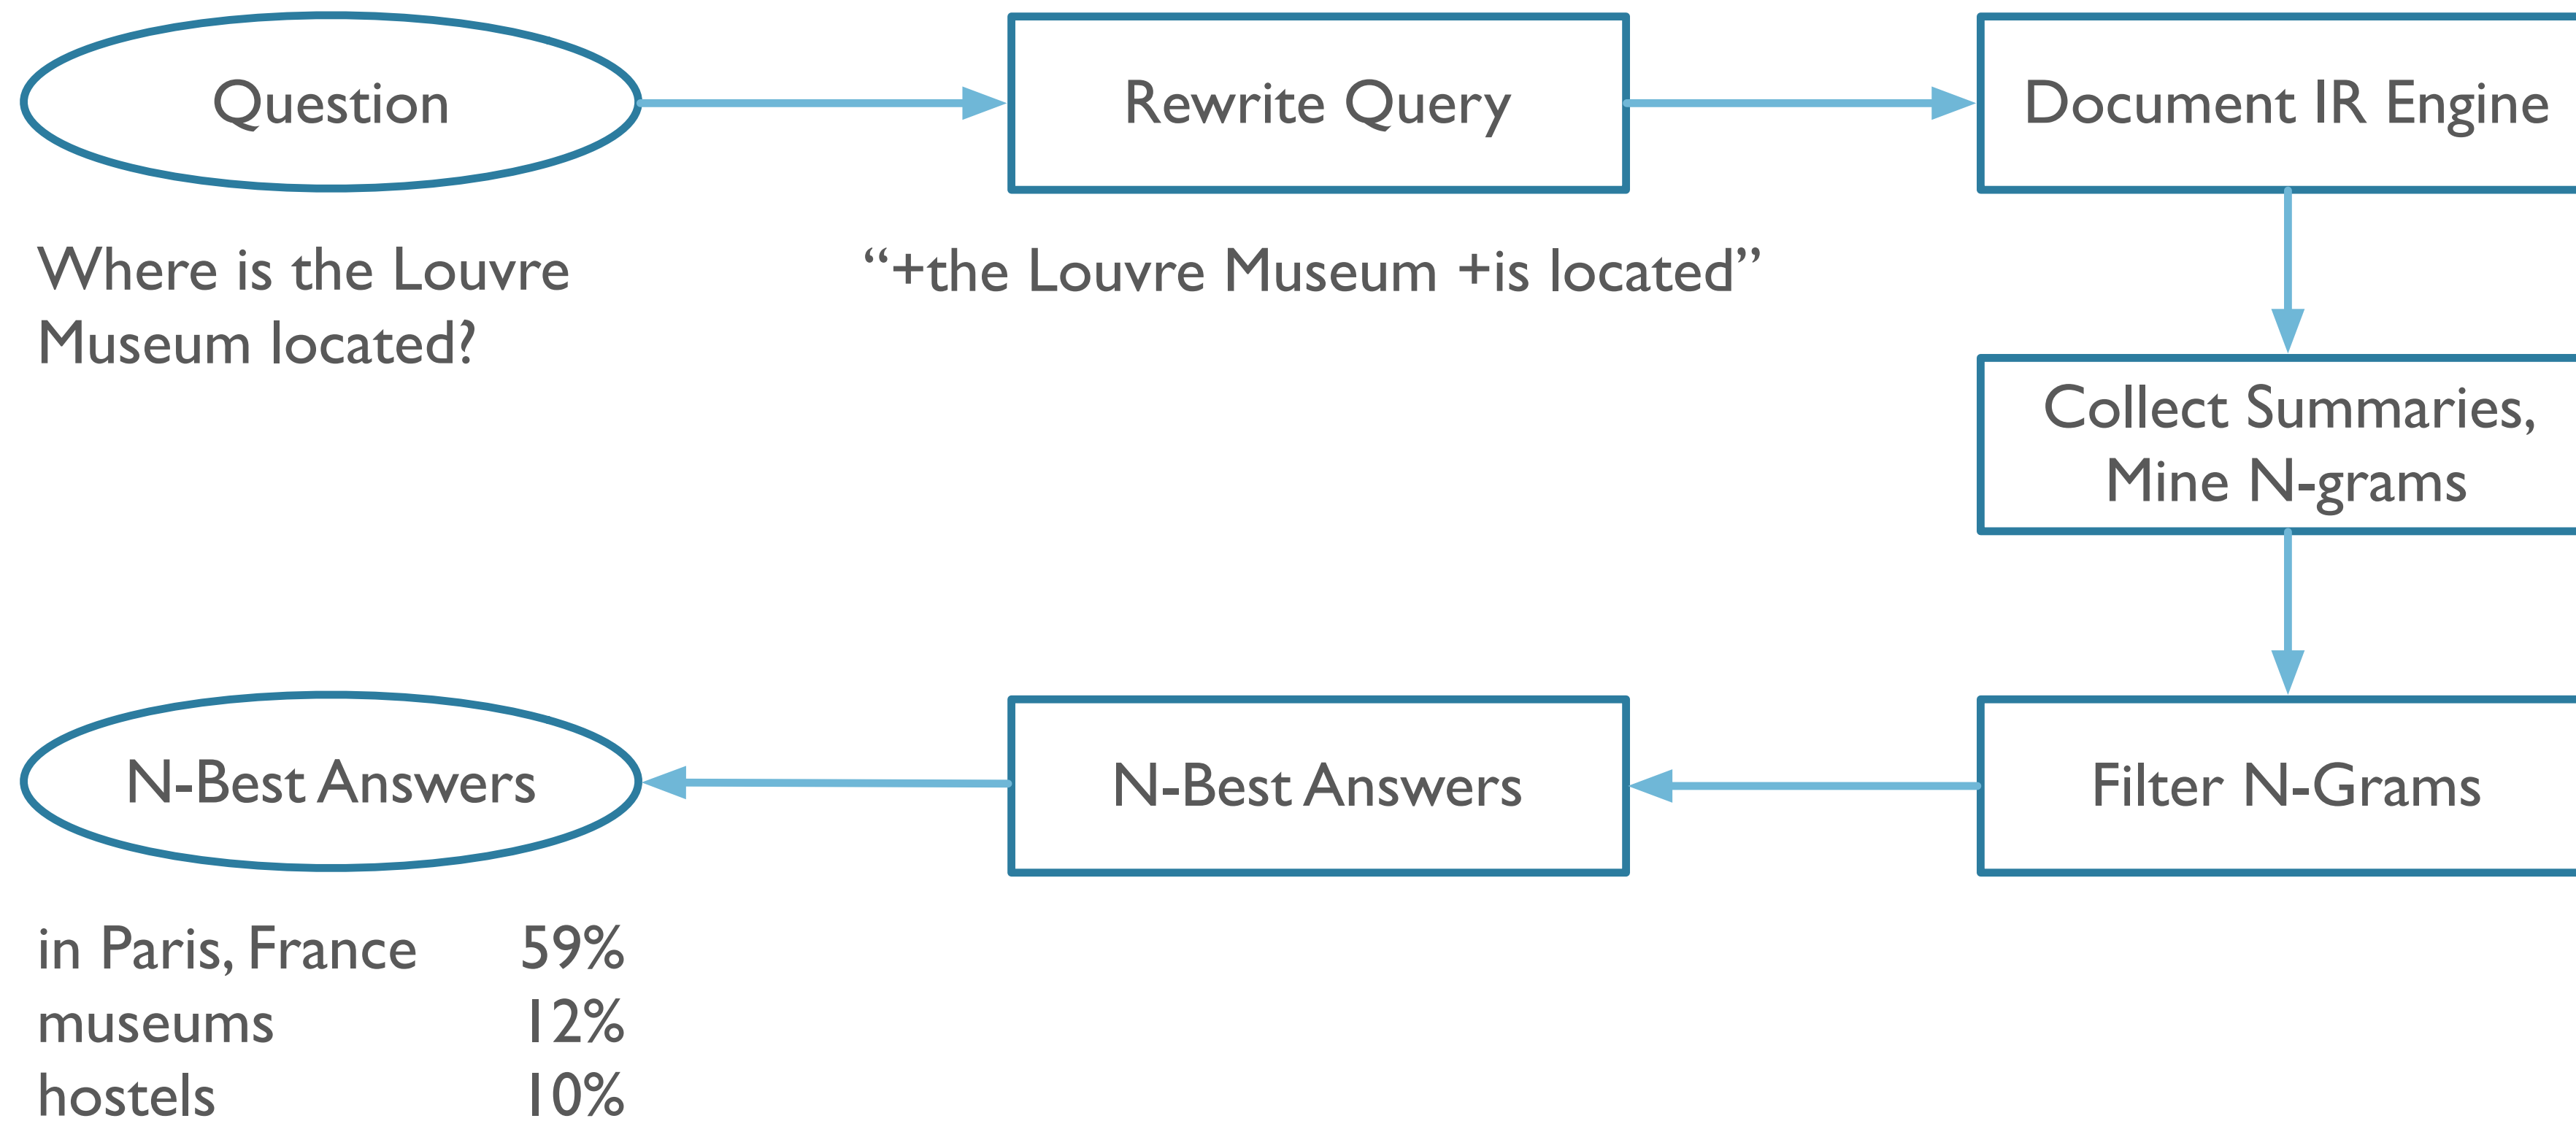 Question
Rewrite Query
Document IR Engine
Where is the Louvre
Museum located?
“+the Louvre Museum +is located”
Collect Summaries,
Mine N-grams
N-Best Answers
N-Best Answers
Filter N-Grams
in Paris, France 59%
museums 12%
hostels 10%